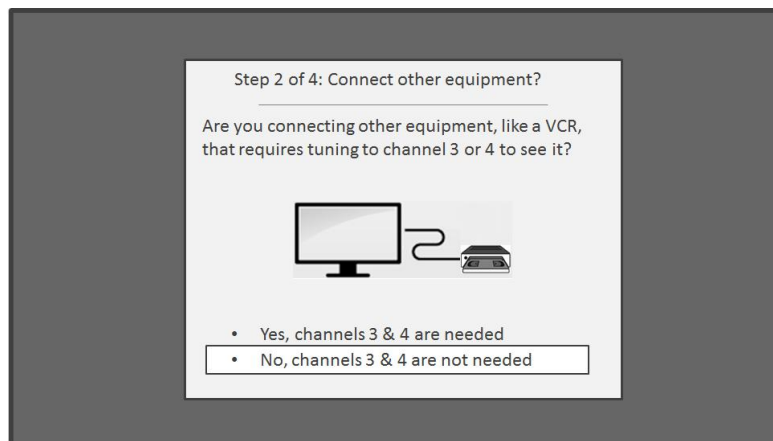 Step 2 of 4: Connect other equipment?
Are you connecting other equipment, like a VCR,
that requires tuning to channel 3 or 4 to see it?
• Yes, channels 3 & 4 are needed
• No, channels 3 & 4 are not needed